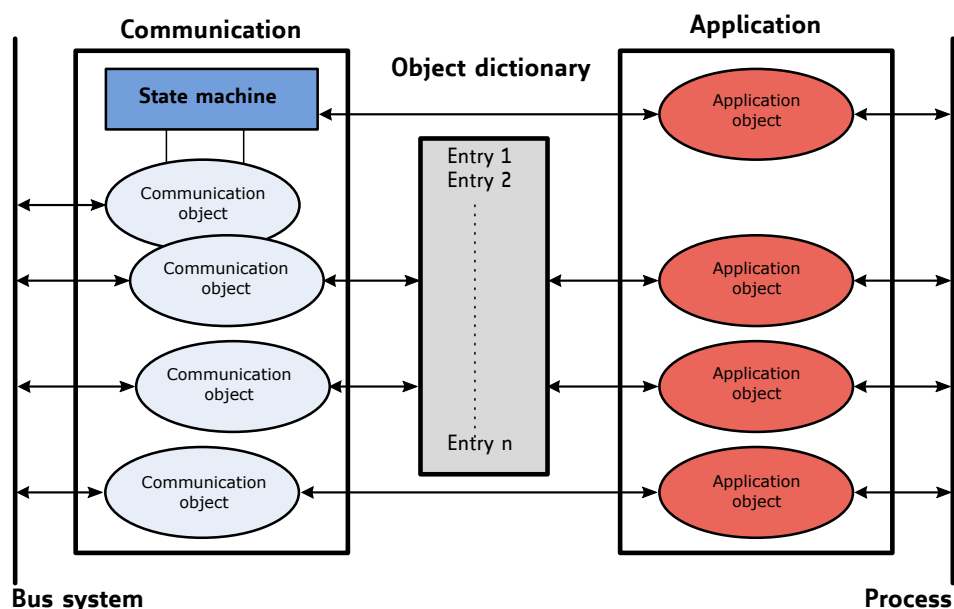 Communication
Application
Object dictionary
State machine
Application
object
Entry 1
Entry 2
Communication
object
Communication
object
Application
object
Communication
object
Application
object
Entry n
Communication
object
Application
object
Bus system
Process